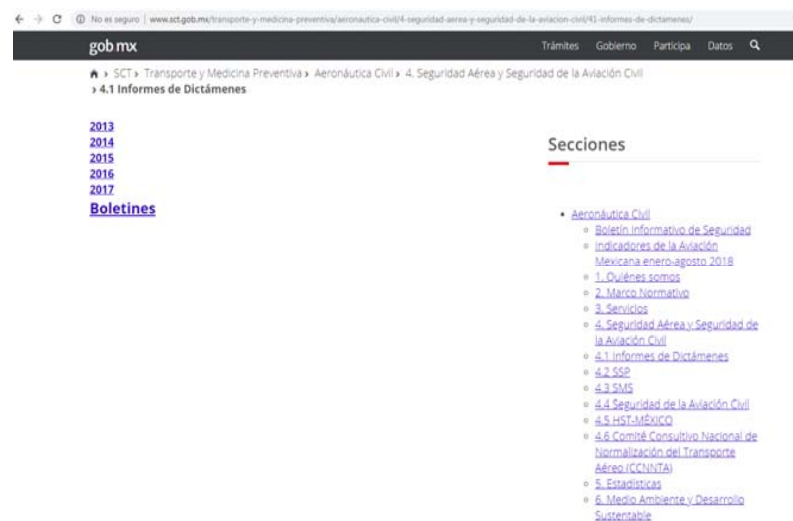 No es seguro | www.sct.gob.mx/transporte-y-medicina-preventiva/aeronautica-civil/4-seguridad-aerea-y-seguridad-de-la-aviacion-civil/41-informes-de-dictamenes/
gob mx Trámites Gobierno Participa Datos
> SCT > Transporte y Medicina Preventiva > Aeronáutica Civil > 4. Seguridad Aérea y Seguridad de la Aviación Civil
> 4.1 Informes de Dictámenes
2013
2014
2015
2016
2017
Boletines
Secciones
Aeronáutica Civil
Boletín Informativo de Seguridad
Indicadores de la Aviación
Mexicana enero-agosto 2018
1. Quiénes somos
2. Marco Normativo
3. Servicios
4. Seguridad Aérea y Seguridad de
la Aviación Civil
4.1 Informes de Dictámenes
4.2 SSP
4.3 SMS
4.4 Seguridad de la Aviación Civil
4.5 HST-MÉXICO
4.6 Comité Consultivo Nacional de
Normalización del Transporte
Aéreo (CCNNTA)
5. Estadísticas
6. Medio Ambiente y Desarrollo
Sustentable